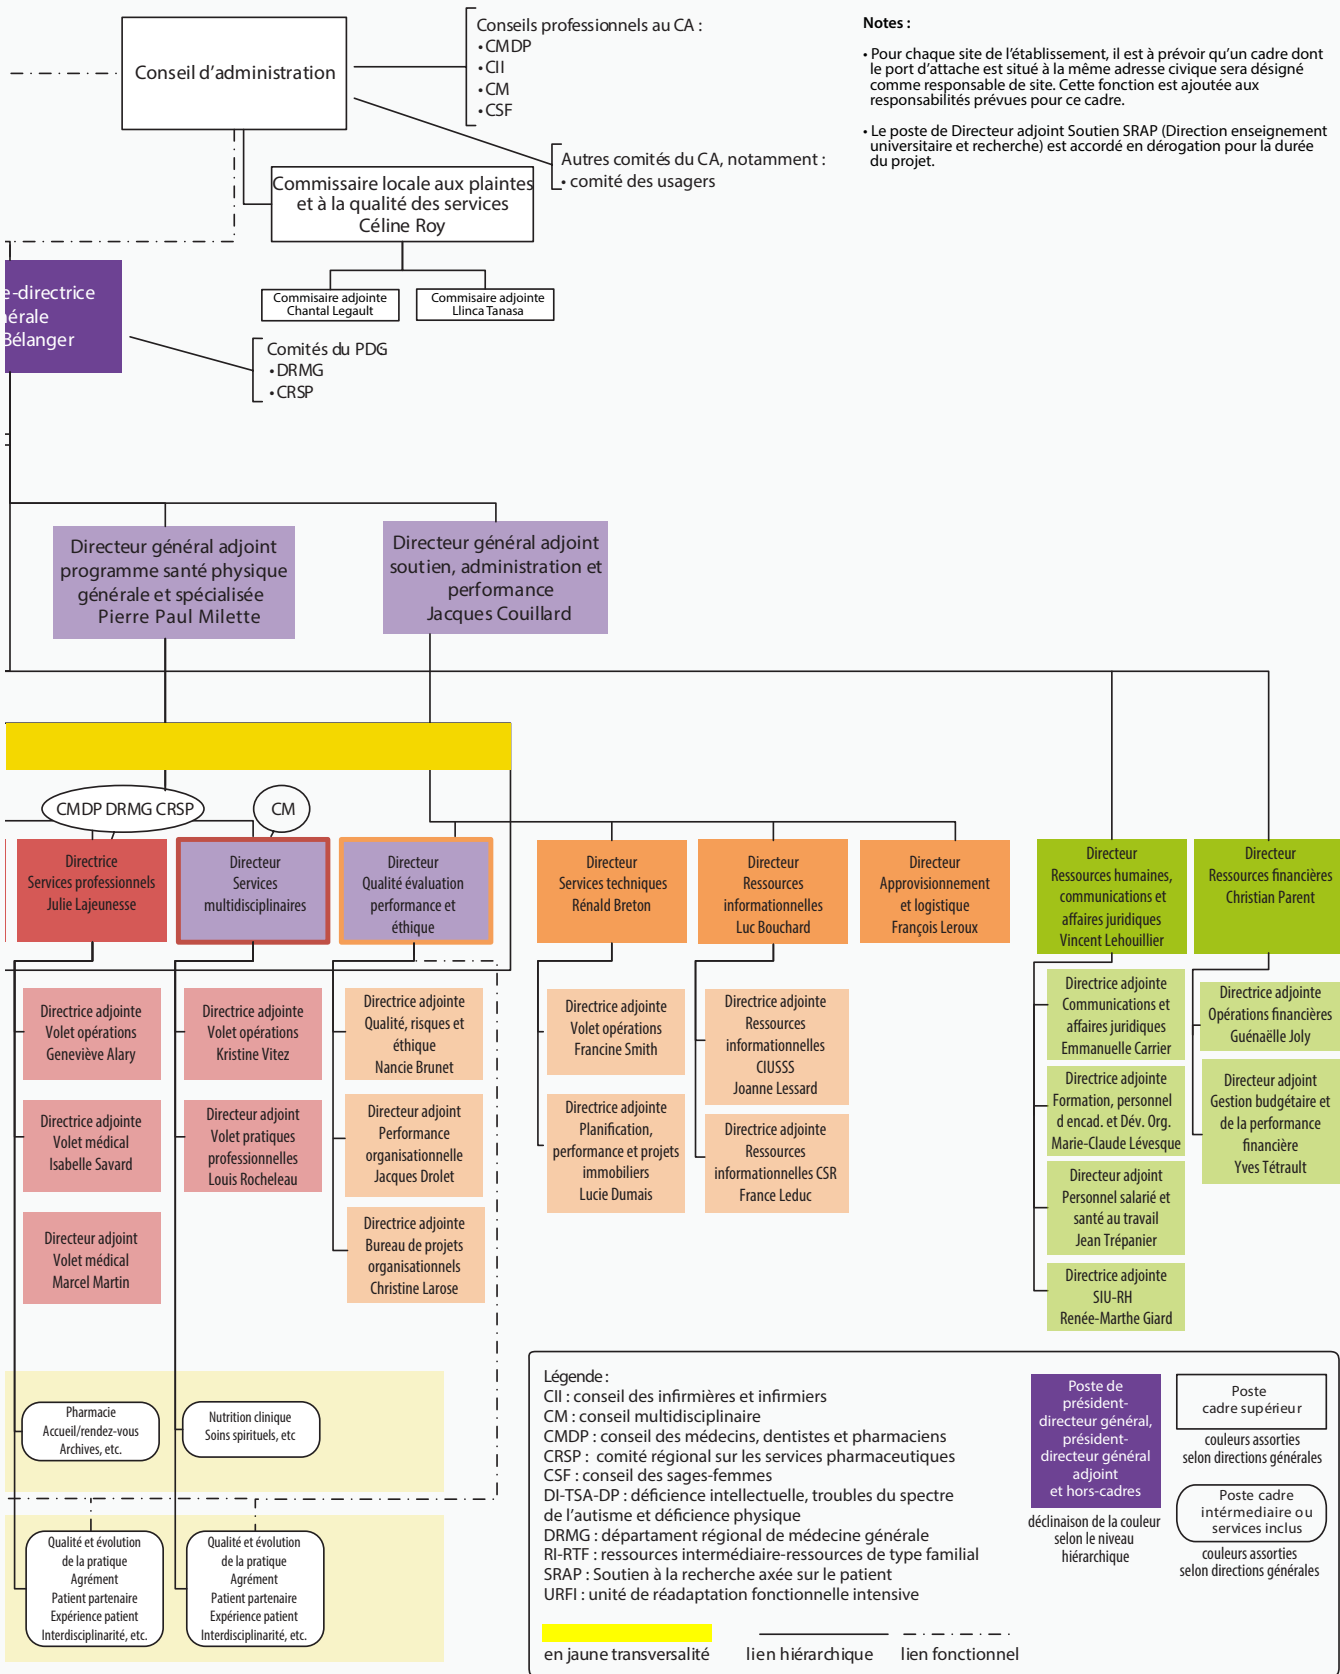 Conseil d'administration
Conseils professionnels au CA :
• CMDP
• CII
• CM
• CSF
Autres comités du CA, notamment :
• comité des usagers
Notes :
• Pour chaque site de l'établissement, il est à prévoir qu'un cadre dont
le port d'attache est situé à la même adresse civique sera désigné
comme responsable de site. Cette fonction est ajoutée aux
responsabilités prévues pour ce cadre.
• Le poste de Directeur adjoint Soutien SRAP (Direction enseignement
universitaire et recherche) est accordé en dérogation pour la durée
du projet.
Commissaire locale aux plaintes
et à la qualité des services
Céline Roy
Commisaire adjointe
Chantal Legault
Commisaire adjointe
Llinca Tanasa
e-directrice
érale
Bélanger
Comités du PDG
• DRMG
• CRSP
Directeur général adjoint
programme santé physique
générale et spécialisée
Pierre Paul Milette
Directeur général adjoint
soutien, administration et
performance
Jacques Couillard
CMDP DRMG CRSP
CM
Directrice
Services professionnels
Julie Lajeunesse
Directeur
Services
multidisciplinaires
Directeur
Qualité évaluation
performance et
éthique
Directeur
Services techniques
Rénald Breton
Directeur
Ressources
informationnelles
Luc Bouchard
Directeur
Approvisionnement
et logistique
François Leroux
Directeur
Ressources humaines,
communications et
affaires juridiques
Vincent Lehouillier
Directeur
Ressources financières
Christian Parent
Directrice adjointe
Volet opérations
Geneviève Alary
Directrice adjointe
Volet médical
Isabelle Savard
Directeur adjoint
Volet médical
Marcel Martin
Directrice adjointe
Volet opérations
Kristine Vitez
Directeur adjoint
Volet pratiques
professionnelles
Louis Rocheleau
Directrice adjointe
Qualité, risques et
éthique
Nancie Brunet
Directeur adjoint
Performance
organisationnelle
Jacques Drolet
Directrice adjointe
Bureau de projets
organisationnels
Christine Larose
Directrice adjointe
Volet opérations
Francine Smith
Directrice adjointe
Planification,
performance et projets
immobiliers
Lucie Dumais
Directrice adjointe
Ressources
informationnelles
CIUSSS
Joanne Lessard
Directrice adjointe
Ressources
informationnelles CSR
France Leduc
Directrice adjointe
Communications et
affaires juridiques
Emmanuelle Carrier
Directrice adjointe
Formation, personnel
d encad. et Dév. Org.
Marie-Claude Lévesque
Directeur adjoint
Personnel salarié et
santé au travail
Jean Trépanier
Directrice adjointe
SIU-RH
Renée-Marthe Giard
Directrice adjointe
Opérations financières
Guénaëlle Joly
Directeur adjoint
Gestion budgétaire et
de la performance
financière
Yves Tétrault
Pharmacie
Accueil/rendez-vous
Archives, etc.
Nutrition clinique
Soins spirituels, etc
Qualité et évolution
de la pratique
Agrément
Patient partenaire
Expérience patient
Interdisciplinarité, etc.
Qualité et évolution
de la pratique
Agrément
Patient partenaire
Expérience patient
Interdisciplinarité, etc.
Légende :
CII : conseil des infirmières et infirmiers
CM : conseil multidisciplinaire
CMDP : conseil des médecins, dentistes et pharmaciens
CRSP : comité régional sur les services pharmaceutiques
CSF : conseil des sages-femmes
DI-TSA-DP : déficience intellectuelle, troubles du spectre
de l'autisme et déficience physique
DRMG : départament régional de médecine générale
RI-RTF : ressources intermédiaire-ressources de type familial
SRAP : Soutien à la recherche axée sur le patient
URFI : unité de réadaptation fonctionnelle intensive
en jaune transversalité
lien hiérarchique
lien fonctionnel
Poste de
président-
directeur général,
président-
directeur général
adjoint
et hors-cadres
déclinaison de la couleur
selon le niveau
hiérarchique
Poste
cadre supérieur
couleurs assorties
selon directions générales
Poste cadre
intérmediaire ou
services inclus
couleurs assorties
selon directions générales